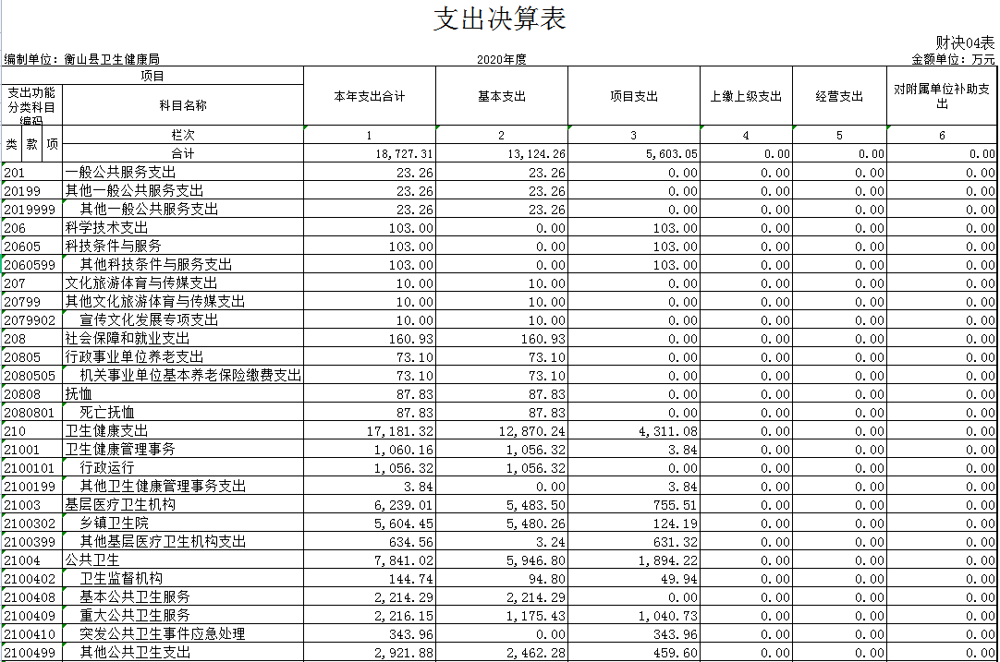 支出决算表
财决04表
编制单位：衡山县卫生健康局 2020年度 金额单位：万元
项目 本年支出合计 基本支出 项目支出 上缴上级支出 经营支出 对附属单位补助支出
支出功能分类科目编码 科目名称
类 款 项 栏次 1 2 3 4 5 6
合计 18,727.31 13,124.26 5,603.05 0.00 0.00 0.00
201 一般公共服务支出 23.26 23.26 0.00 0.00 0.00 0.00
20199 其他一般公共服务支出 23.26 23.26 0.00 0.00 0.00 0.00
2019999 其他一般公共服务支出 23.26 23.26 0.00 0.00 0.00 0.00
206 科学技术支出 103.00 0.00 103.00 0.00 0.00 0.00
20605 科技条件与服务 103.00 0.00 103.00 0.00 0.00 0.00
2060599 其他科技条件与服务支出 103.00 0.00 103.00 0.00 0.00 0.00
207 文化旅游体育与传媒支出 10.00 10.00 0.00 0.00 0.00 0.00
20799 其他文化旅游体育与传媒支出 10.00 10.00 0.00 0.00 0.00 0.00
2079902 宣传文化发展专项支出 10.00 10.00 0.00 0.00 0.00 0.00
208 社会保障和就业支出 160.93 160.93 0.00 0.00 0.00 0.00
20805 行政事业单位养老支出 73.10 73.10 0.00 0.00 0.00 0.00
2080505 机关事业单位基本养老保险缴费支出 73.10 73.10 0.00 0.00 0.00 0.00
20808 抚恤 87.83 87.83 0.00 0.00 0.00 0.00
2080801 死亡抚恤 87.83 87.83 0.00 0.00 0.00 0.00
210 卫生健康支出 17,181.32 12,870.24 4,311.08 0.00 0.00 0.00
21001 卫生健康管理事务 1,060.16 1,056.32 3.84 0.00 0.00 0.00
2100101 行政运行 1,056.32 1,056.32 0.00 0.00 0.00 0.00
2100199 其他卫生健康管理事务支出 3.84 0.00 3.84 0.00 0.00 0.00
21003 基层医疗卫生机构 6,239.01 5,483.50 755.51 0.00 0.00 0.00
2100302 乡镇卫生院 5,604.45 5,480.26 124.19 0.00 0.00 0.00
2100399 其他基层医疗卫生机构支出 634.56 3.24 631.32 0.00 0.00 0.00
21004 公共卫生 7,841.02 5,946.80 1,894.22 0.00 0.00 0.00
2100402 卫生监督机构 144.74 94.80 49.94 0.00 0.00 0.00
2100408 基本公共卫生服务 2,214.29 2,214.29 0.00 0.00 0.00 0.00
2100409 重大公共卫生服务 2,216.15 1,175.43 1,040.73 0.00 0.00 0.00
2100410 突发公共卫生事件应急处理 343.96 0.00 343.96 0.00 0.00 0.00
2100499 其他公共卫生支出 2,921.88 2,462.28 459.60 0.00 0.00 0.00